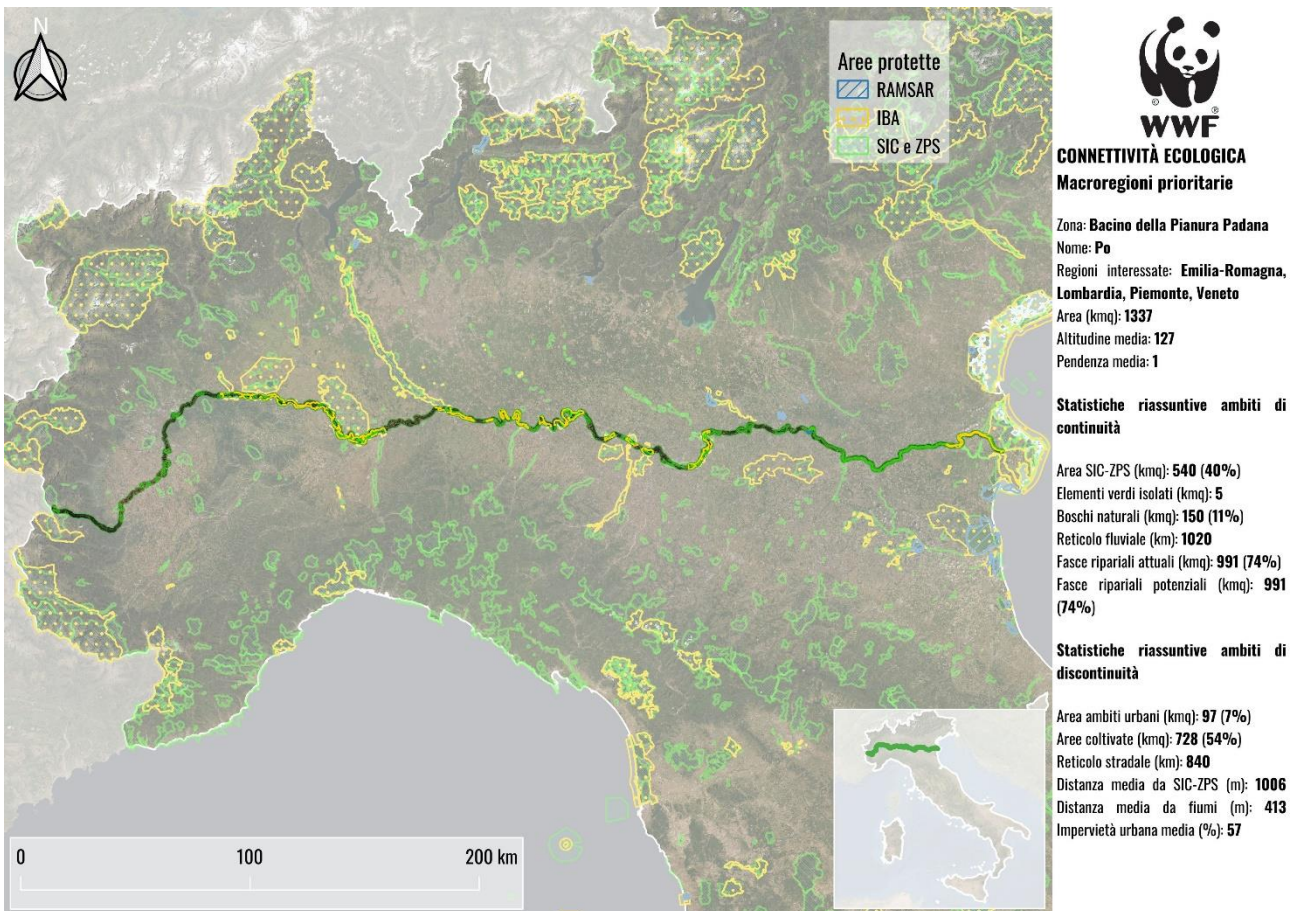 N
Aree protette
RAMSAR
IBA
SIC e ZPS
0 100 200 km
© ®
WWF
CONNETTIVITÀ ECOLOGICA
Macroregioni prioritarie
Zona: Bacino della Pianura Padana
Nome: Po
Regioni interessate: Emilia-Romagna,
Lombardia, Piemonte, Veneto
Area (kmq): 1337
Altitudine media: 127
Pendenza media: 1
Statistiche riassuntive ambiti di
continuità
Area SIC-ZPS (kmq): 540 (40%)
Elementi verdi isolati (kmq): 5
Boschi naturali (kmq): 150 (11%)
Reticolo fluviale (km): 1020
Fasce ripariali attuali (kmq): 991 (74%)
Fasce ripariali potenziali (kmq): 991
(74%)
Statistiche riassuntive ambiti di
discontinuità
Area ambiti urbani (kmq): 97 (7%)
Aree coltivate (kmq): 728 (54%)
Reticolo stradale (km): 840
Distanza media da SIC-ZPS (m): 1006
Distanza media da fiumi (m): 413
Impervietà urbana media (%): 57